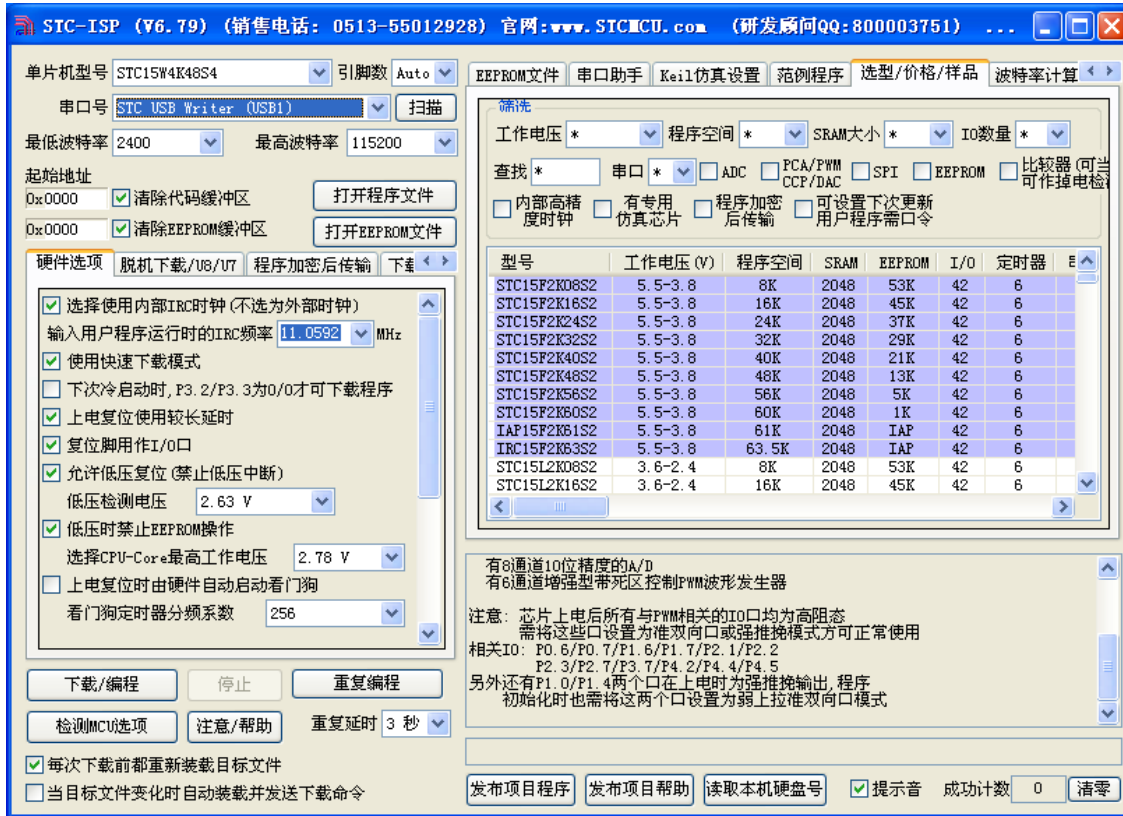 STC-ISP (V6.79) (销售电话: 0513-55012928) 官网:www.STCMCU.com (研发顾问QQ:800003751) ...
单片机型号 STC15W4K48S4 引脚数 Auto
串口号 STC USB Writer (USB1) 扫描
最低波特率 2400 最高波特率 115200
起始地址
0x0000 清除代码缓冲区 打开程序文件
0x0000 清除EEPROM缓冲区 打开EEPROM文件
硬件选项 脱机下载/U8/U7 程序加密后传输 下载
选择使用内部IRC时钟(不选为外部时钟)
输入用户程序运行时的IRC频率 11.0592 MHz
使用快速下载模式
下次冷启动时,P3.2/P3.3为0/0才可下载程序
上电复位使用较长延时
复位脚用作I/O口
允许低压复位(禁止低压中断)
低压检测电压 2.63 V
低压时禁止EEPROM操作
选择CPU-Core最高工作电压 2.78 V
上电复位时由硬件自动启动看门狗
看门狗定时器分频系数 256
下载/编程 停止 重复编程
检测MCU选项 注意/帮助 重复延时 3 秒
每次下载前都重新装载目标文件
当目标文件变化时自动装载并发送下载命令
EEPROM文件 串口助手 Keil仿真设置 范例程序 选型/价格/样品 波特率计算
筛选
工作电压 * 程序空间 * SRAM大小 * IO数量 *
查找 * 串口 * ADC PCA/PWM CCP/DAC SPI EEPROM 比较器(可当 可作掉电检
内部高精度时钟 有专用仿真芯片 程序加密后传输 可设置下次更新用户程序需口令
型号 工作电压(V) 程序空间 SRAM EEPROM I/O 定时器
STC15F2K08S2 5.5-3.8 8K 2048 53K 42 6
STC15F2K16S2 5.5-3.8 16K 2048 45K 42 6
STC15F2K24S2 5.5-3.8 24K 2048 37K 42 6
STC15F2K32S2 5.5-3.8 32K 2048 29K 42 6
STC15F2K40S2 5.5-3.8 40K 2048 21K 42 6
STC15F2K48S2 5.5-3.8 48K 2048 13K 42 6
STC15F2K56S2 5.5-3.8 56K 2048 5K 42 6
STC15F2K60S2 5.5-3.8 60K 2048 1K 42 6
IAP15F2K61S2 5.5-3.8 61K 2048 IAP 42 6
IRC15F2K63S2 5.5-3.8 63.5K 2048 IAP 42 6
STC15L2K08S2 3.6-2.4 8K 2048 53K 42 6
STC15L2K16S2 3.6-2.4 16K 2048 45K 42 6
有8通道10位精度的A/D
有6通道增强型带死区控制PWM波形发生器
注意: 芯片上电后所有与PWM相关的IO口均为高阻态
需将这些口设置为准双向口或强推挽模式方可正常使用
相关IO: P0.6/P0.7/P1.6/P1.7/P2.1/P2.2
P2.3/P2.7/P3.7/P4.2/P4.4/P4.5
另外还有P1.0/P1.4两个口在上电时为强推挽输出,程序
初始化时也需将这两个口设置为弱上拉准双向口模式
发布项目程序 发布项目帮助 读取本机硬盘号 提示音 成功计数 0 清零